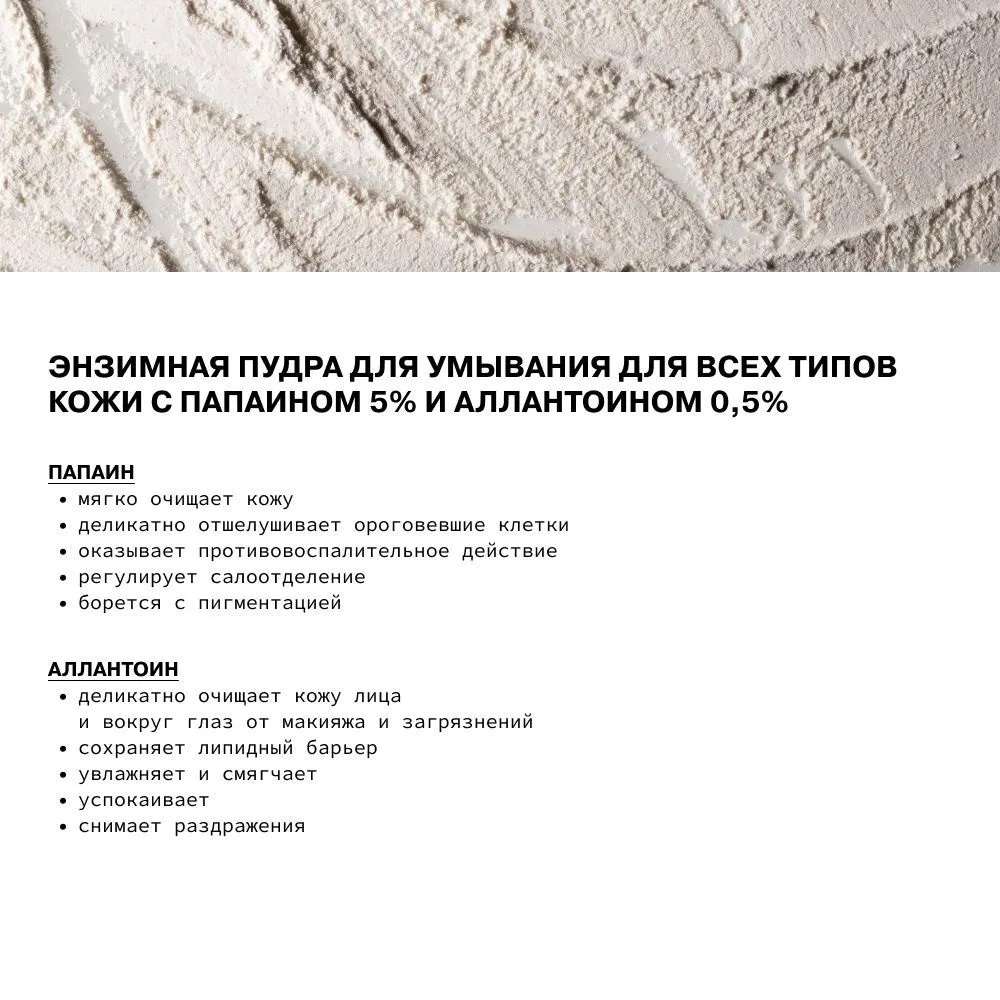 ЭНЗИМНАЯ ПУДРА ДЛЯ УМЫВАНИЯ ДЛЯ ВСЕХ ТИПОВ
КОЖИ С ПАПАИНОМ 5% И АЛЛАНТОИНОМ 0,5%
ПАПАИН
• мягко очищает кожу
• деликатно отшелушивает ороговевшие клетки
• оказывает противовоспалительное действие
• регулирует салоотделение
• борется с пигментацией
АЛЛАНТОИН
• деликатно очищает кожу лица
и вокруг глаз от макияжа и загрязнений
• сохраняет липидный барьер
• увлажняет и смягчает
• успокаивает
• снимает раздражения